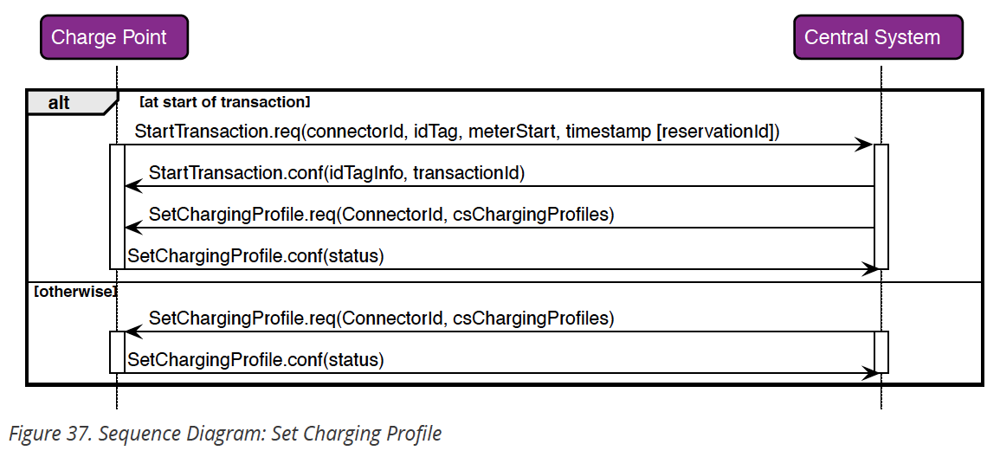 Charge Point
Central System
alt
[at start of transaction]
StartTransaction.req(connectorId, idTag, meterStart, timestamp [reservationId])
StartTransaction.conf(idTagInfo, transactionId)
SetChargingProfile.req(ConnectorId, csChargingProfiles)
SetChargingProfile.conf(status)
[otherwise]
SetChargingProfile.req(ConnectorId, csChargingProfiles)
SetChargingProfile.conf(status)
Figure 37. Sequence Diagram: Set Charging Profile